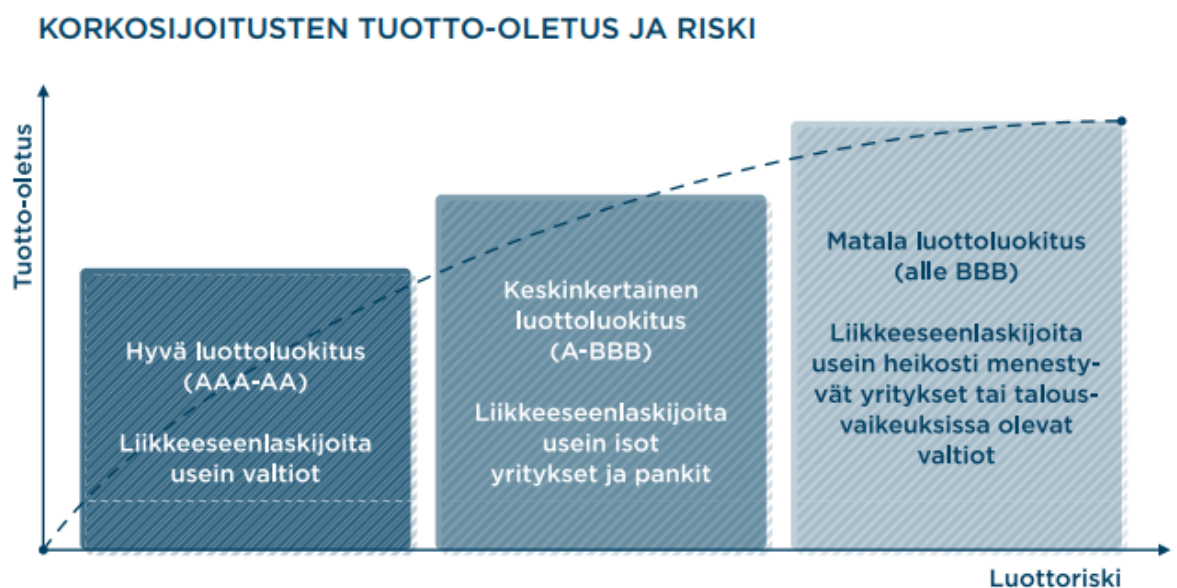 KORKOSIJOITUSTEN TUOTTO-OLETUS JA RISKI
Tuotto-oletus
Hyvä luottoluokitus
(AAA-AA)
Liikkeeseenlaskijoita
usein valtiot
Keskinkertainen
luottoluokitus
(A-BBB)
Liikkeeseenlaskijoita
usein isot
yritykset ja pankit
Matala luottoluokitus
(alle BBB)
Liikkeeseenlaskijoita
usein heikosti menesty-
vät yritykset tai talous-
vaikeuksissa olevat
valtiot
Luottoriski